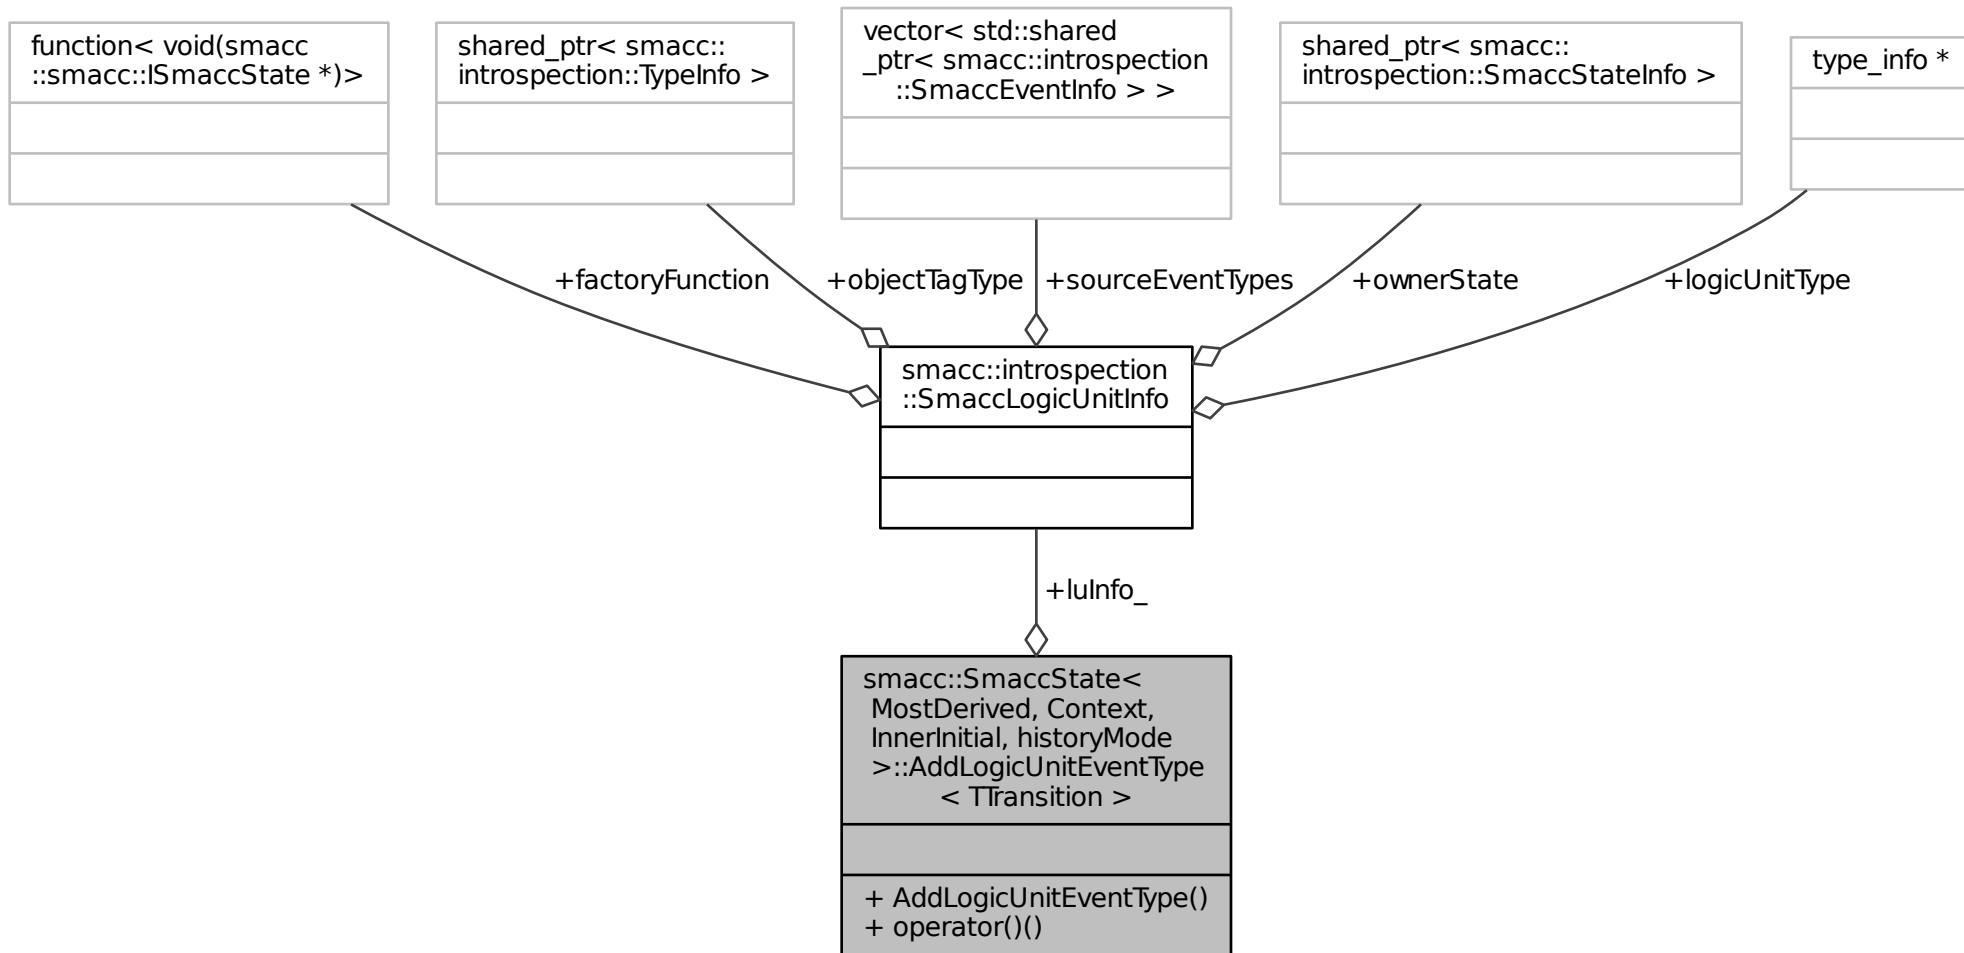 function< void(smacc
::smacc::ISmaccState *)>
shared_ptr< smacc::
introspection::TypeInfo >
vector< std::shared
_ptr< smacc::introspection
::SmaccEventInfo > >
shared_ptr< smacc::
introspection::SmaccStateInfo >
type_info *
+factoryFunction
+objectTagType
+sourceEventTypes
+ownerState
+logicUnitType
smacc::introspection
::SmaccLogicUnitInfo
+luInfo_
smacc::SmaccState<
MostDerived, Context,
InnerInitial, historyMode
>::AddLogicUnitEventType
< TTransition >
+ AddLogicUnitEventType()
+ operator()()